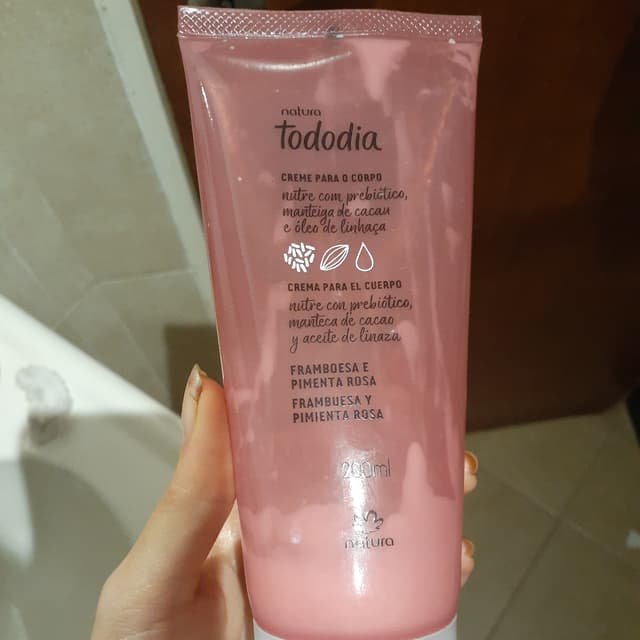 natura
tododia
CREME PARA O CORPO
nutre com prebiótico,
manteiga de cacau
e óleo de linhaça
CREMA PARA EL CUERPO
nutre con prebiótico,
manteca de cacao
y aceite de linaza
FRAMBOESA E
PIMENTA ROSA
FRAMBUESA Y
PIMIENTA ROSA
200ml
natura